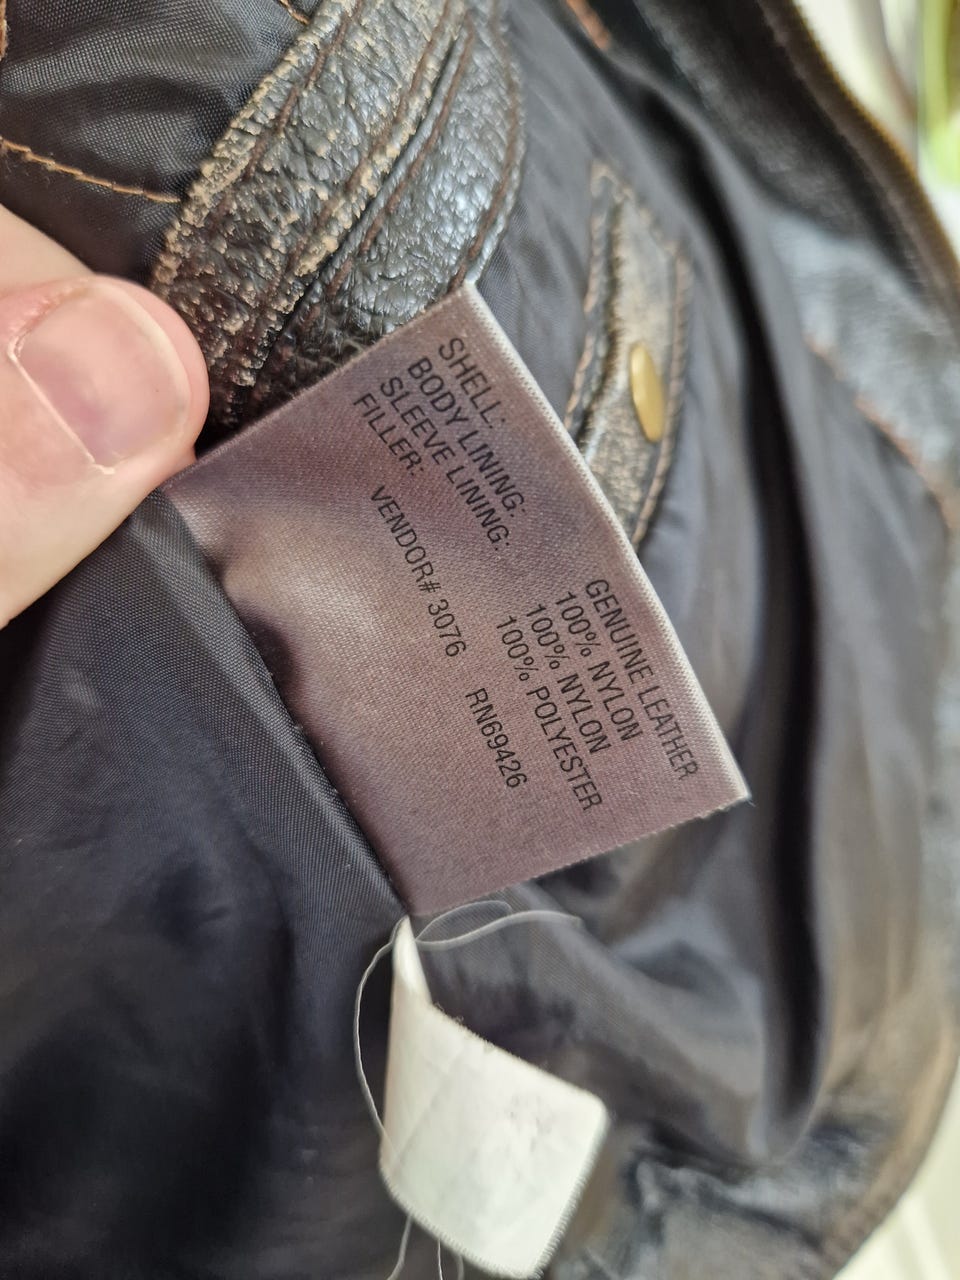 SHELL: GENUINE LEATHER
BODY LINING: 100% NYLON
SLEEVE LINING: 100% NYLON
FILLER: 100% POLYESTER
VENDOR# 3076 RN69426